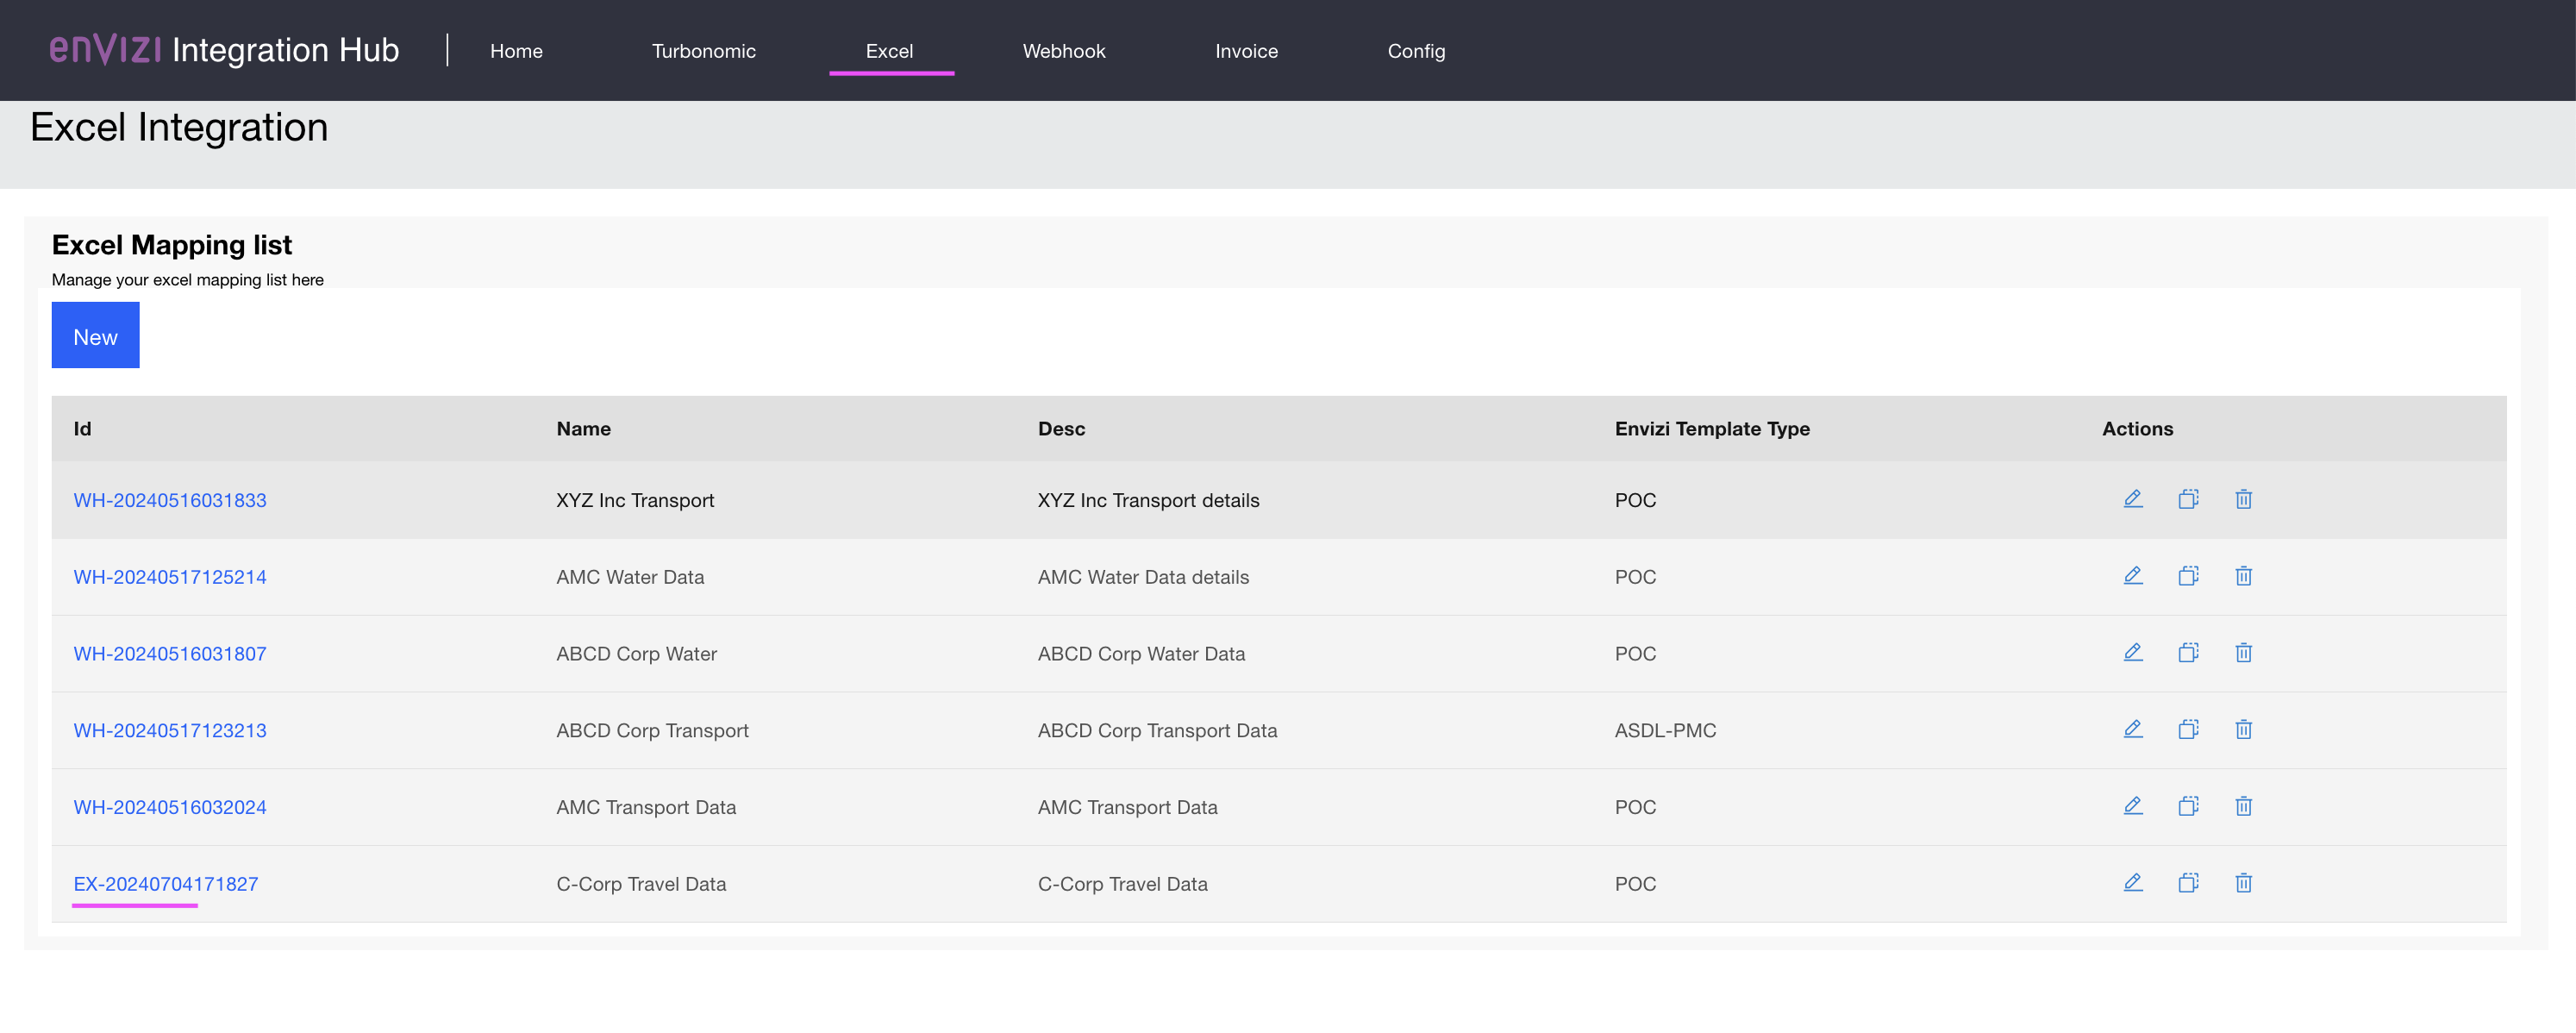 envizi Integration Hub Home Turbonomic Excel Webhook Invoice Config
Excel Integration
Excel Mapping list
Manage your excel mapping list here
New
Id Name Desc Envizi Template Type Actions
WH-20240516031833 XYZ Inc Transport XYZ Inc Transport details POC
WH-20240517125214 AMC Water Data AMC Water Data details POC
WH-20240516031807 ABCD Corp Water ABCD Corp Water Data POC
WH-20240517123213 ABCD Corp Transport ABCD Corp Transport Data ASDL-PMC
WH-20240516032024 AMC Transport Data AMC Transport Data POC
EX-20240704171827 C-Corp Travel Data C-Corp Travel Data POC